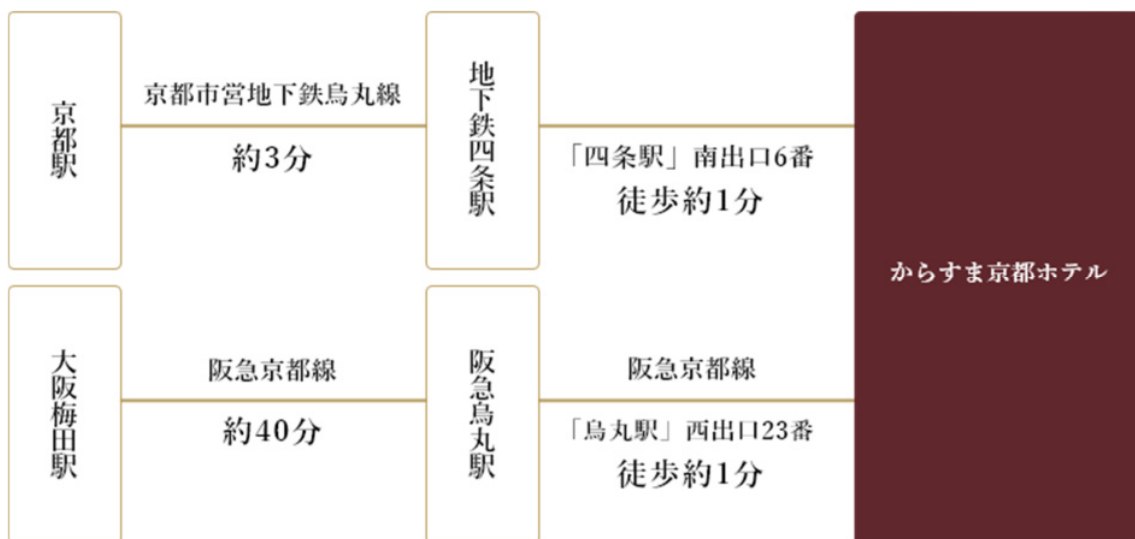 京都駅
京都市営地下鉄烏丸線
約3分
地下鉄四条駅
「四条駅」南出口6番
徒歩約1分
大阪梅田駅
阪急京都線
約40分
阪急烏丸駅
阪急京都線
「烏丸駅」西出口23番
徒歩約1分
からすま京都ホテル